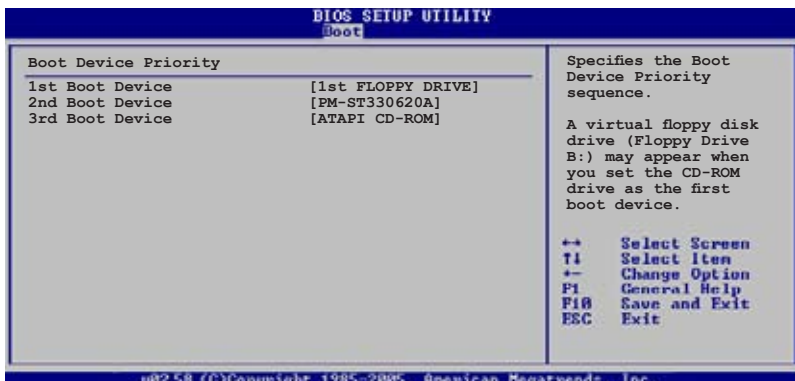 BIOS SETUP UTILITY
Boot
Boot Device Priority
1st Boot Device [1st FLOPPY DRIVE]
2nd Boot Device [PM-ST330620A]
3rd Boot Device [ATAPI CD-ROM]
Specifies the Boot
Device Priority
sequence.
A virtual floppy disk
drive (Floppy Drive
B:) may appear when
you set the CD-ROM
drive as the first
boot device.
←→ Select Screen
↑↓ Select Item
+- Change Option
F1 General Help
F10 Save and Exit
ESC Exit
v02.58 (C)Copyright 1985-2005, American Megatrends, Inc.